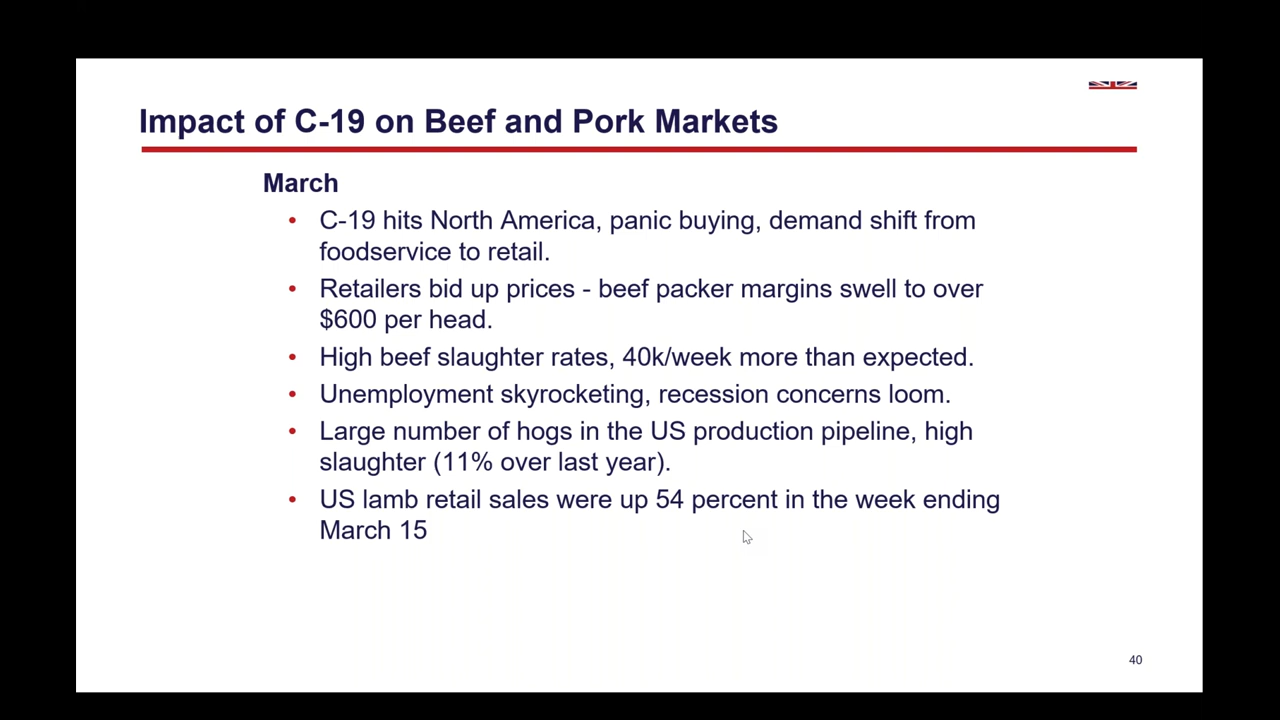 Impact of C-19 on Beef and Pork Markets
March
• C-19 hits North America, panic buying, demand shift from
foodservice to retail.
• Retailers bid up prices - beef packer margins swell to over
$600 per head.
• High beef slaughter rates, 40k/week more than expected.
• Unemployment skyrocketing, recession concerns loom.
• Large number of hogs in the US production pipeline, high
slaughter (11% over last year).
• US lamb retail sales were up 54 percent in the week ending
March 15
40